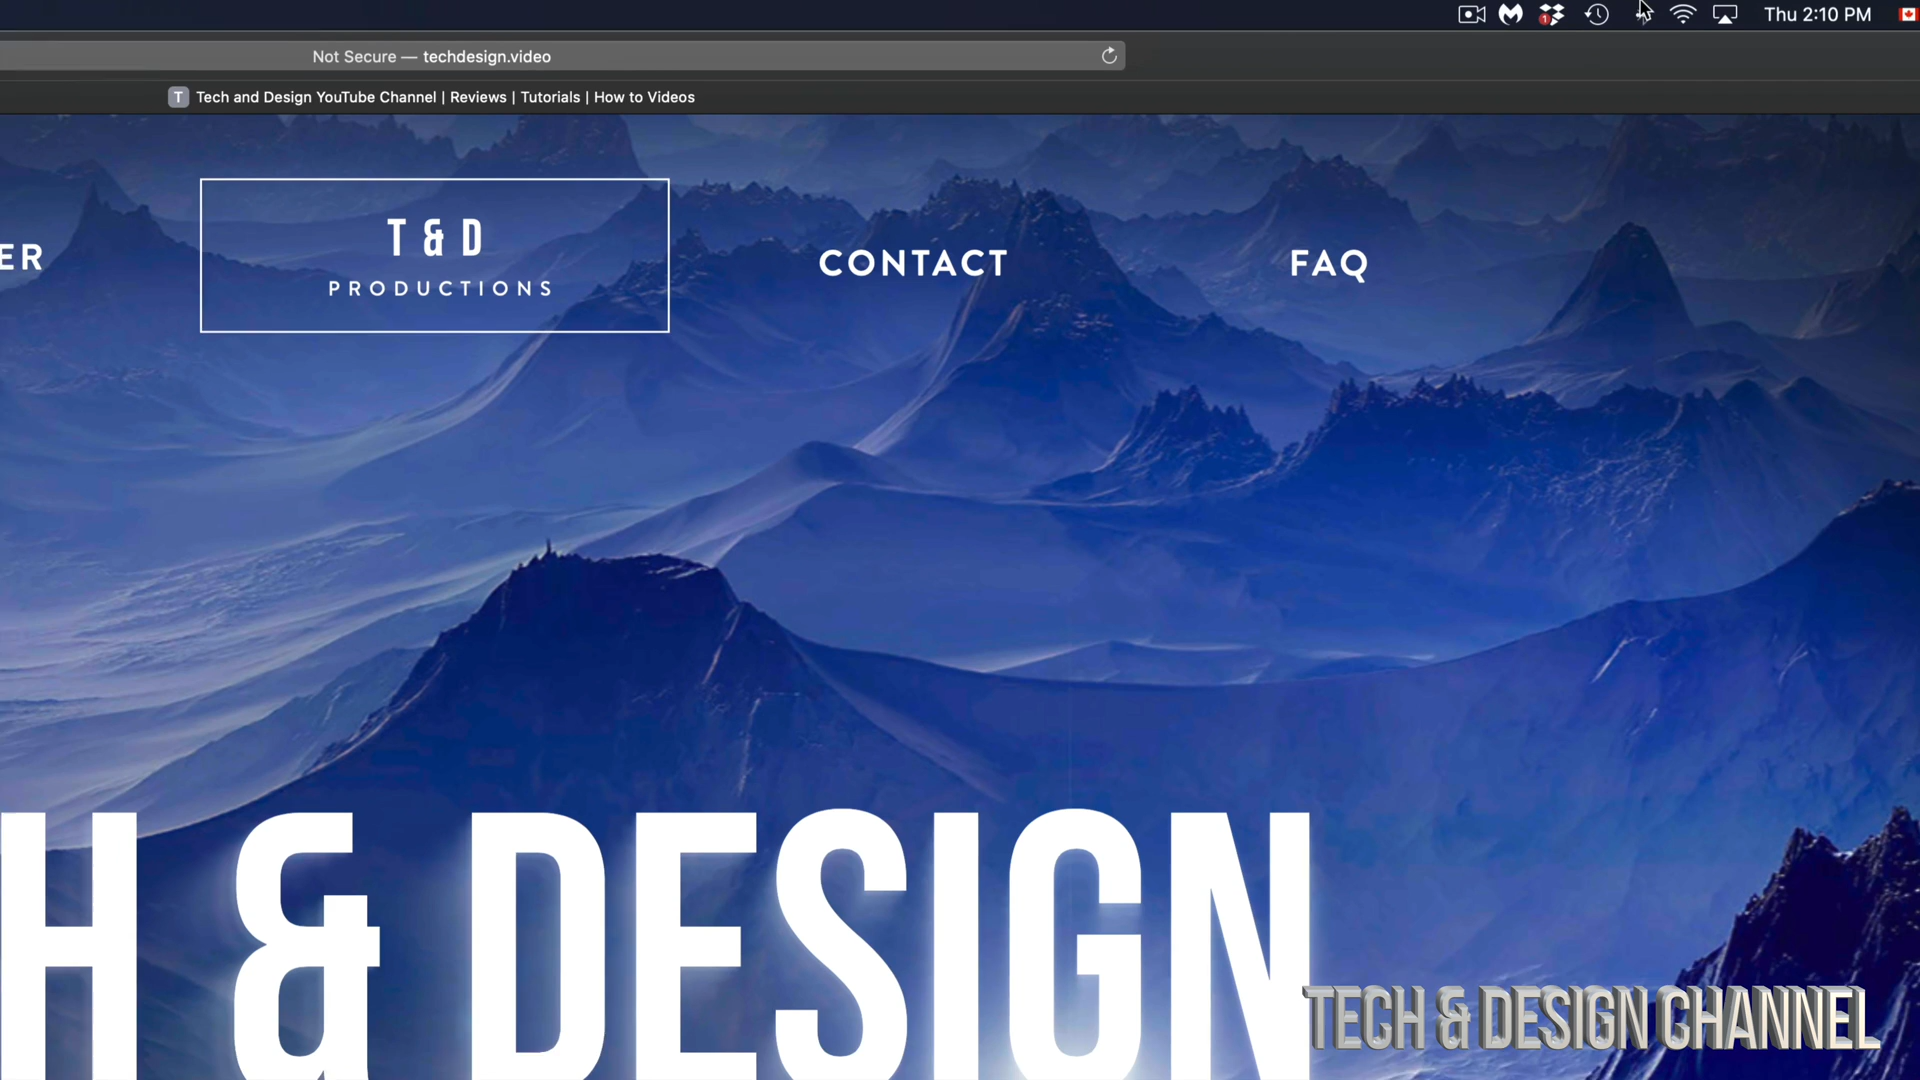 1
Thu 2:10 PM
Not Secure — techdesign.video
T Tech and Design YouTube Channel | Reviews | Tutorials | How to Videos
ER
T & D
PRODUCTIONS
CONTACT
FAQ
H & DESIGN
TECH & DESIGN CHANNEL